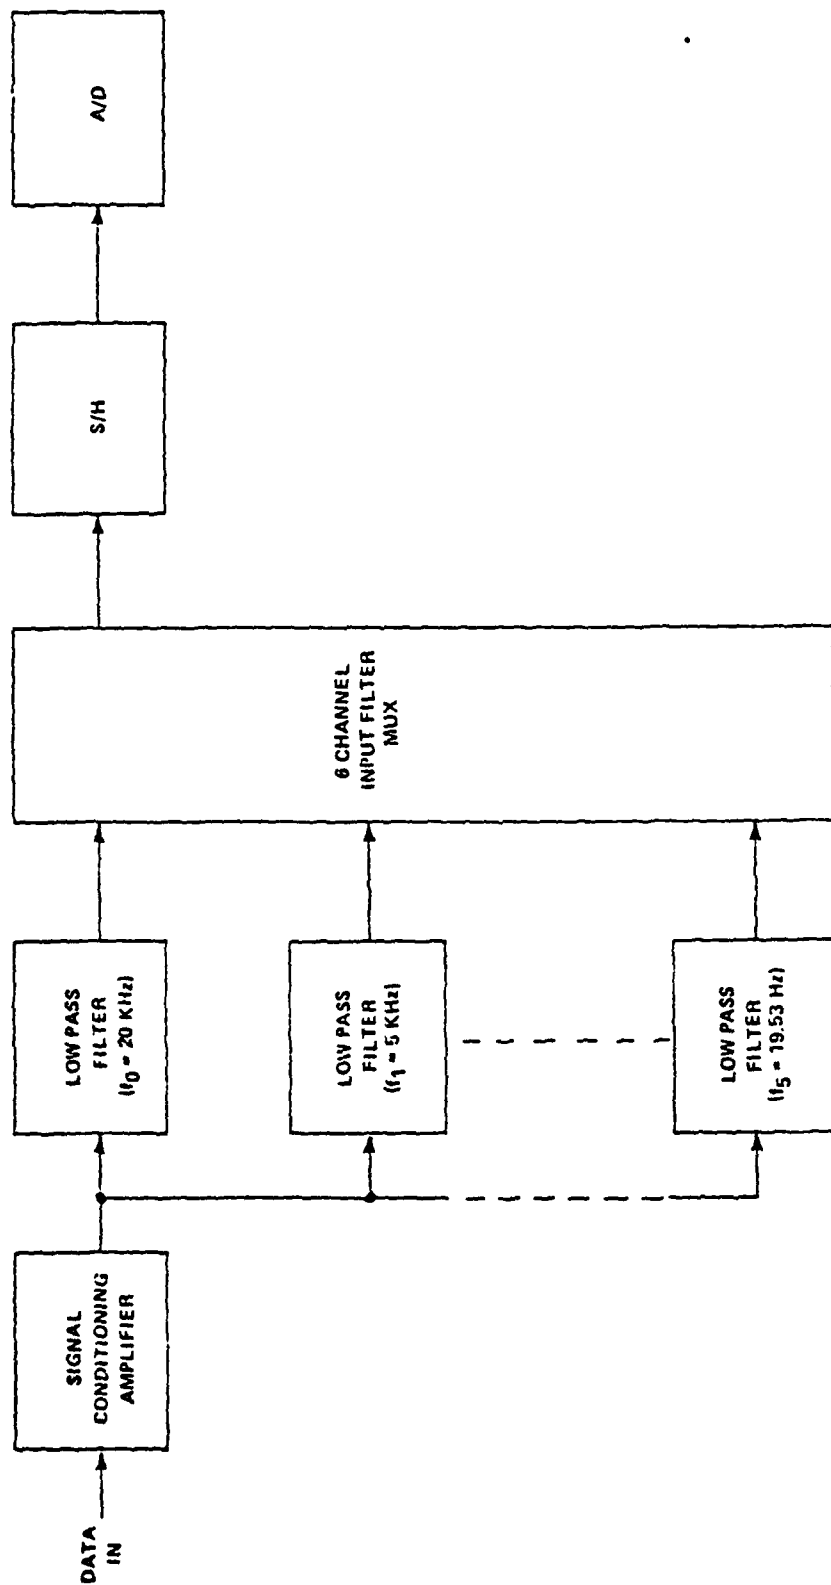 DATA
IN
SIGNAL
CONDITIONING
AMPLIFIER
LOW PASS
FILTER
(f0 = 20 KHz)
LOW PASS
FILTER
(f1 = 5 KHz)
LOW PASS
FILTER
(f5 = 19.53 Hz)
6 CHANNEL
INPUT FILTER
MUX
S/H
A/D